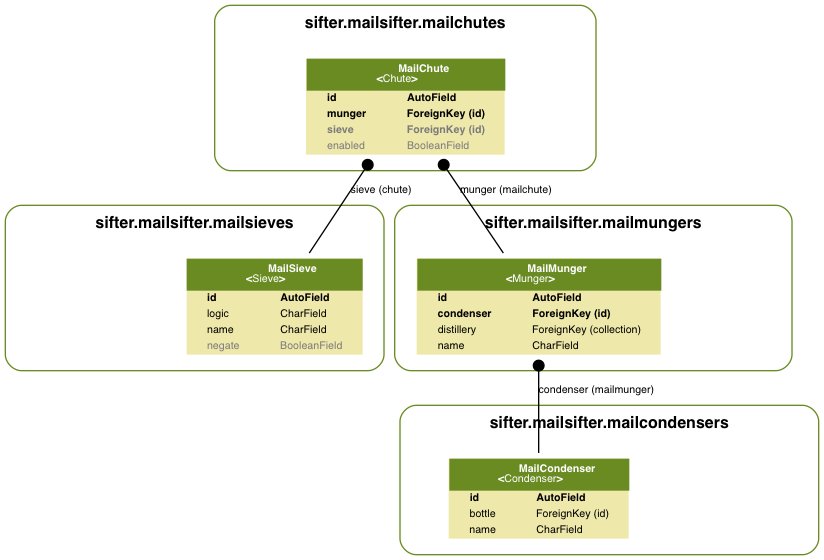 sifter.mailsifter.mailchutes
MailChute
<Chute>
id AutoField
munger ForeignKey (id)
sieve ForeignKey (id)
enabled BooleanField
sieve (chute) munger (mailchute)
sifter.mailsifter.mailsieves
MailSieve
<Sieve>
id AutoField
logic CharField
name CharField
negate BooleanField
sifter.mailsifter.mailmungers
MailMunger
<Munger>
id AutoField
condenser ForeignKey (id)
distillery ForeignKey (collection)
name CharField
condenser (mailmunger)
sifter.mailsifter.mailcondensers
MailCondenser
<Condenser>
id AutoField
bottle ForeignKey (id)
name CharField